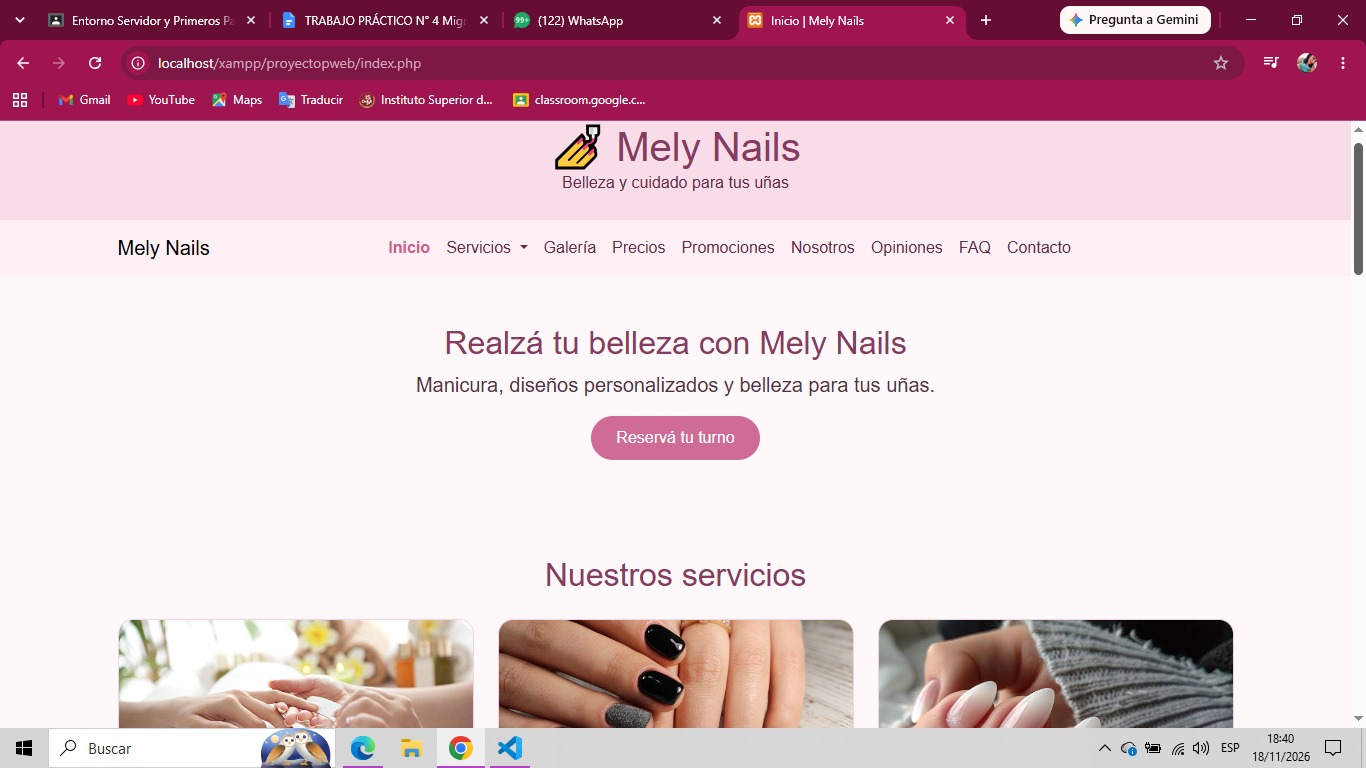 Entorno Servidor y Primeros Pa
TRABAJO PRÁCTICO N° 4 Migr
99+
(122) WhatsApp
Inicio | Mely Nails
Pregunta a Gemini
localhost/xampp/proyectopweb/index.php
Gmail
YouTube
Maps
Traducir
Instituto Superior d...
classroom.google.c...
Mely Nails
Belleza y cuidado para tus uñas
Mely Nails
Inicio Servicios Galería Precios Promociones Nosotros Opiniones FAQ Contacto
Realzá tu belleza con Mely Nails
Manicura, diseños personalizados y belleza para tus uñas.
Reservá tu turno
Nuestros servicios
Buscar
ESP
18:40
18/11/2026